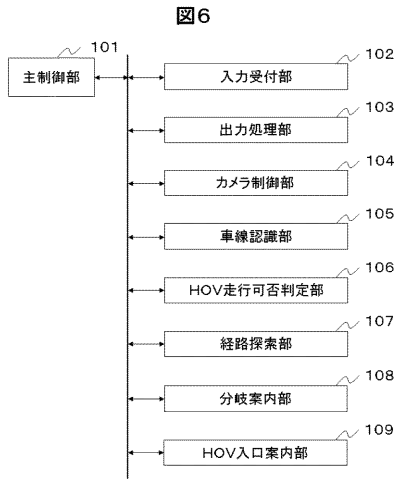 図6
101
主制御部
102
入力受付部
103
出力処理部
104
カメラ制御部
105
車線認識部
106
HOV走行可否判定部
107
経路探索部
108
分岐案内部
109
HOV入口案内部